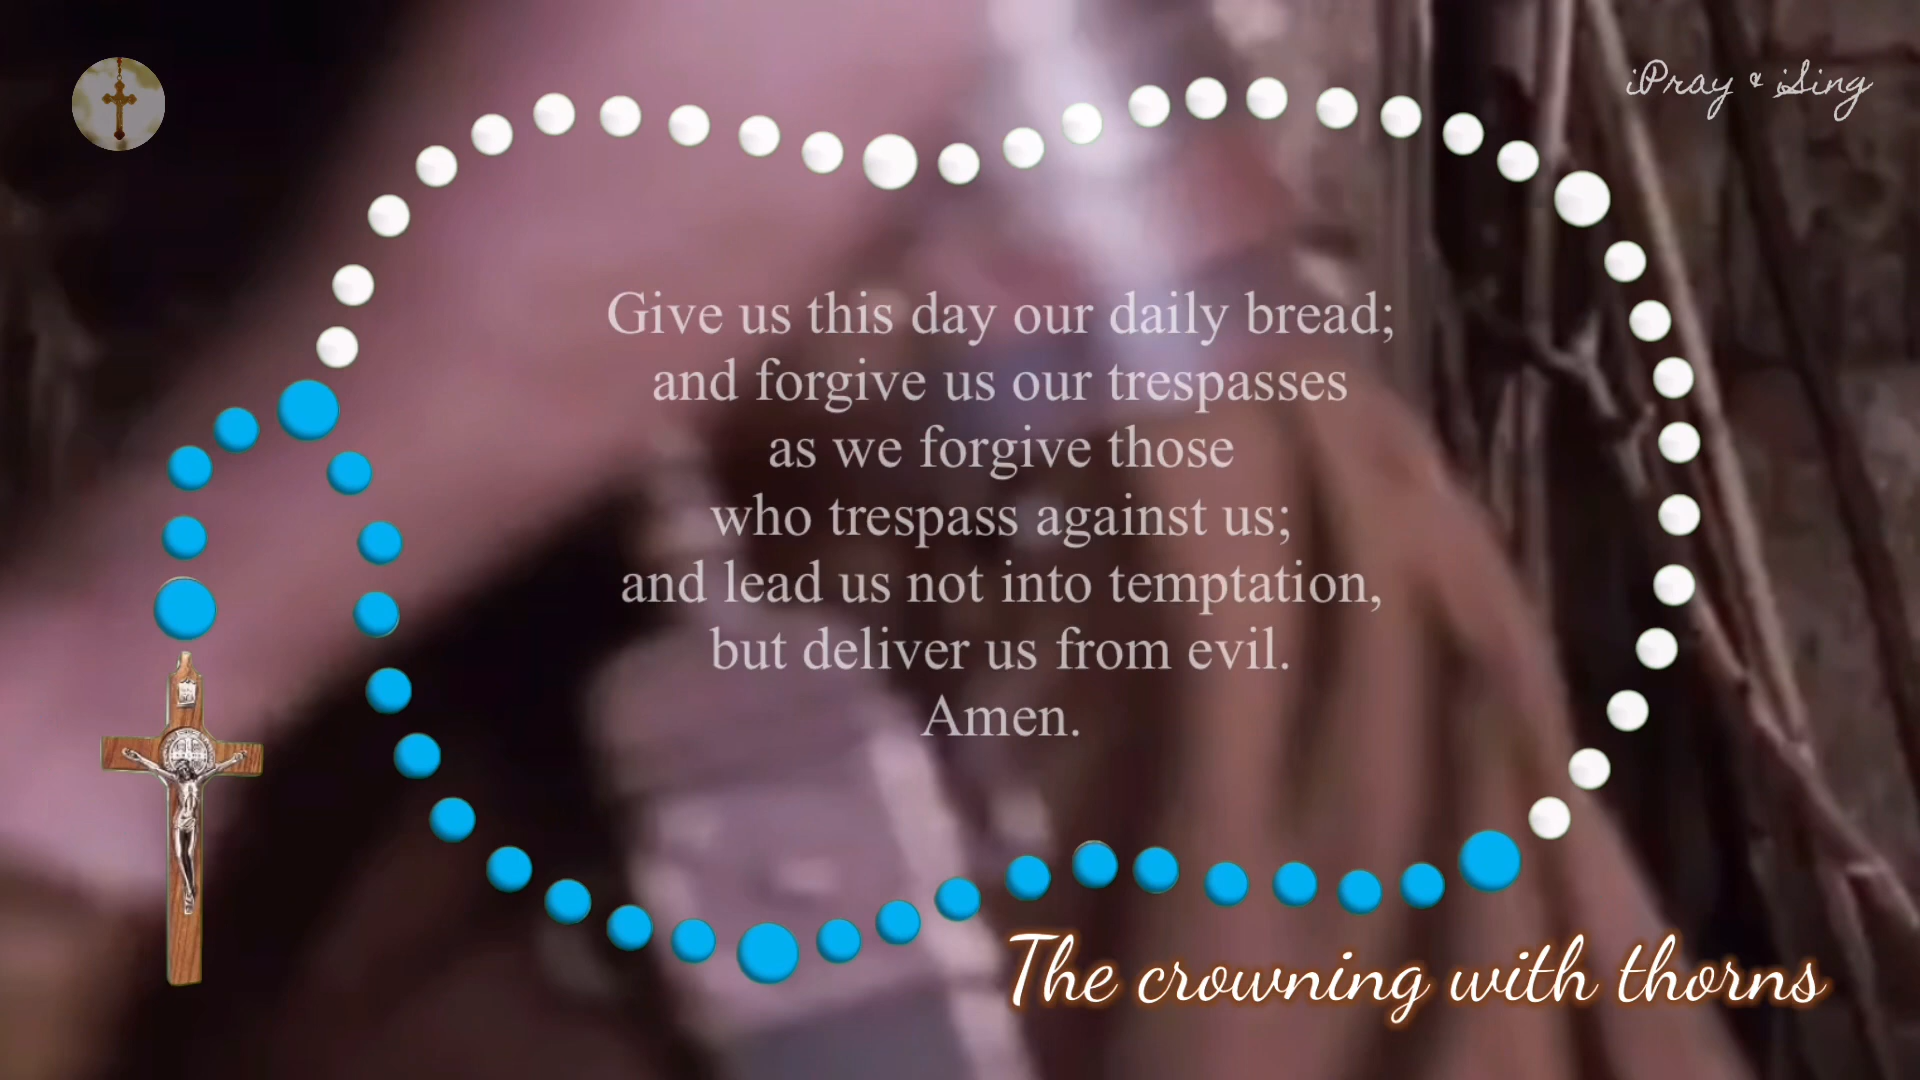 iPray & iSing
Give us this day our daily bread;
and forgive us our trespasses
as we forgive those
who trespass against us;
and lead us not into temptation,
but deliver us from evil.
Amen.
The crowning with thorns